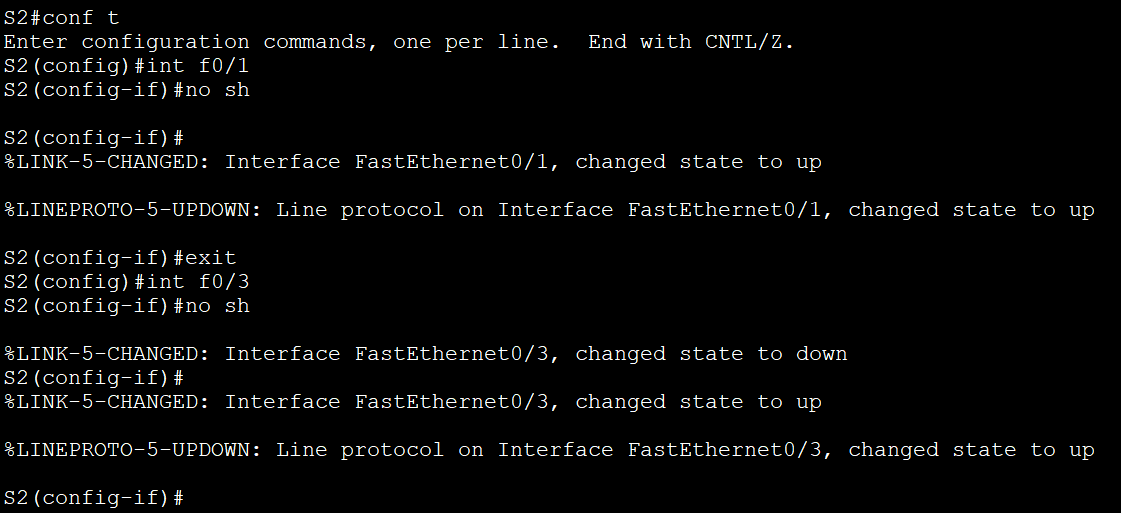 S2#conf t
Enter configuration commands, one per line.  End with CNTL/Z.
S2(config)#int f0/1
S2(config-if)#no sh
S2(config-if)#
%LINK-5-CHANGED: Interface FastEthernet0/1, changed state to up
%LINEPROTO-5-UPDOWN: Line protocol on Interface FastEthernet0/1, changed state to up
S2(config-if)#exit
S2(config)#int f0/3
S2(config-if)#no sh
%LINK-5-CHANGED: Interface FastEthernet0/3, changed state to down
S2(config-if)#
%LINK-5-CHANGED: Interface FastEthernet0/3, changed state to up
%LINEPROTO-5-UPDOWN: Line protocol on Interface FastEthernet0/3, changed state to up
S2(config-if)#